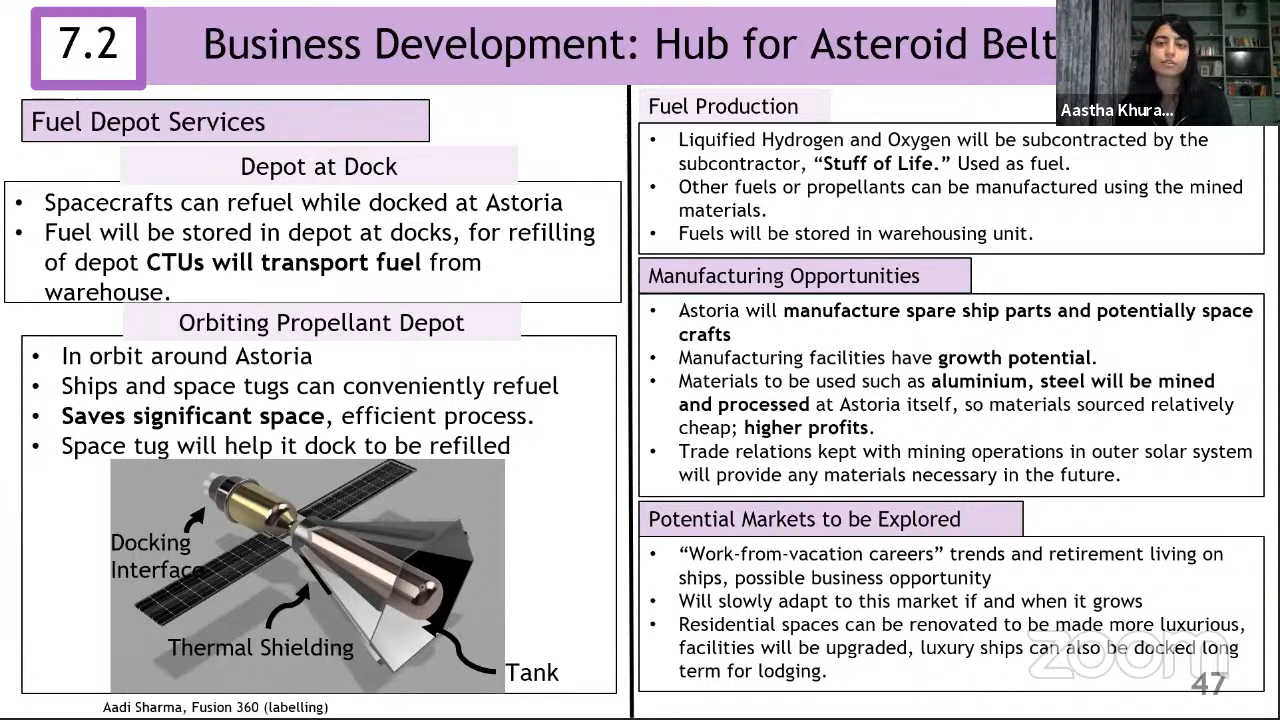 7.2
Business Development: Hub for Asteroid Belt
Aastha Khura...
Fuel Depot Services
Depot at Dock
• Spacecrafts can refuel while docked at Astoria
• Fuel will be stored in depot at docks, for refilling
of depot CTUs will transport fuel from
warehouse.
Orbiting Propellant Depot
• In orbit around Astoria
• Ships and space tugs can conveniently refuel
• Saves significant space, efficient process.
• Space tug will help it dock to be refilled
Docking
Interface
Thermal Shielding
Tank
Aadi Sharma, Fusion 360 (labelling)
Fuel Production
• Liquified Hydrogen and Oxygen will be subcontracted by the
subcontractor, “Stuff of Life.” Used as fuel.
• Other fuels or propellants can be manufactured using the mined
materials.
• Fuels will be stored in warehousing unit.
Manufacturing Opportunities
• Astoria will manufacture spare ship parts and potentially space
crafts
• Manufacturing facilities have growth potential.
• Materials to be used such as aluminium, steel will be mined
and processed at Astoria itself, so materials sourced relatively
cheap; higher profits.
• Trade relations kept with mining operations in outer solar system
will provide any materials necessary in the future.
Potential Markets to be Explored
• “Work-from-vacation careers” trends and retirement living on
ships, possible business opportunity
• Will slowly adapt to this market if and when it grows
• Residential spaces can be renovated to be made more luxurious,
facilities will be upgraded, luxury ships can also be docked long
term for lodging.
zoom
47